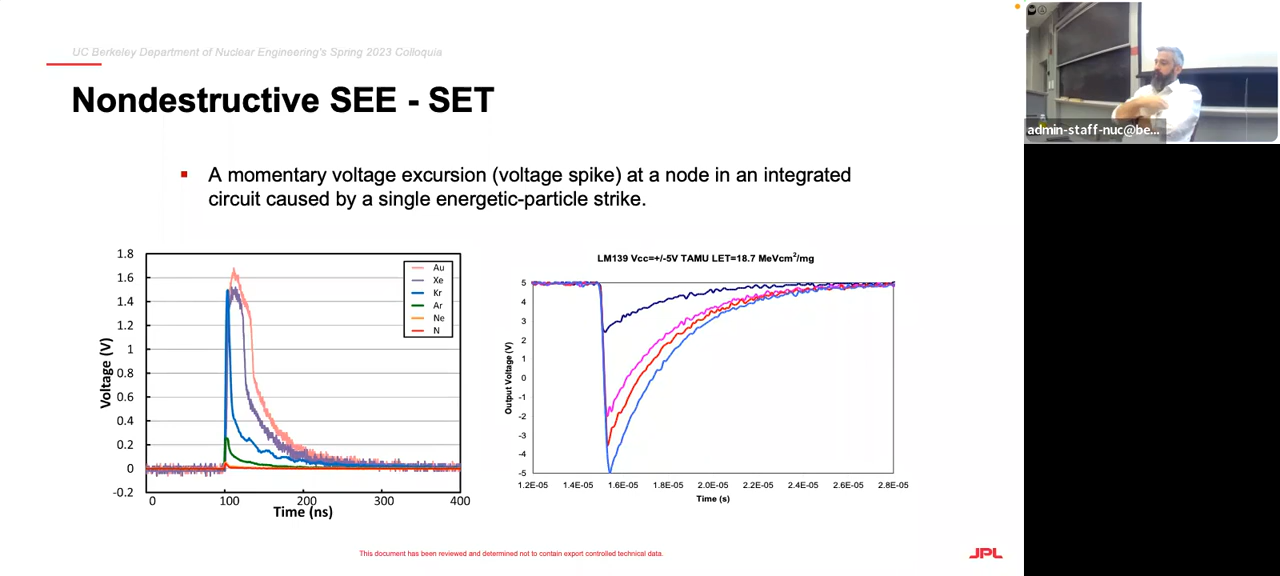 UC Berkeley Department of Nuclear Engineering's Spring 2023 Colloquia
Nondestructive SEE - SET
A momentary voltage excursion (voltage spike) at a node in an integrated
circuit caused by a single energetic-particle strike.
1.8
1.6
1.4
1.2
1
0.8
0.6
0.4
0.2
0
-0.2
Voltage (V)
0 100 200 300 400
Time (ns)
Au
Xe
Kr
Ar
Ne
N
LM139 Vcc=+/-5V TAMU LET=18.7 MeVcm²/mg
5
4
3
2
1
0
-1
-2
-3
-4
-5
Output Voltage (V)
1.2E-05 1.4E-05 1.6E-05 1.8E-05 2.0E-05 2.2E-05 2.4E-05 2.6E-05 2.8E-05
Time (s)
This document has been reviewed and determined not to contain export controlled technical data.
JPL
admin-staff-nuc@be...